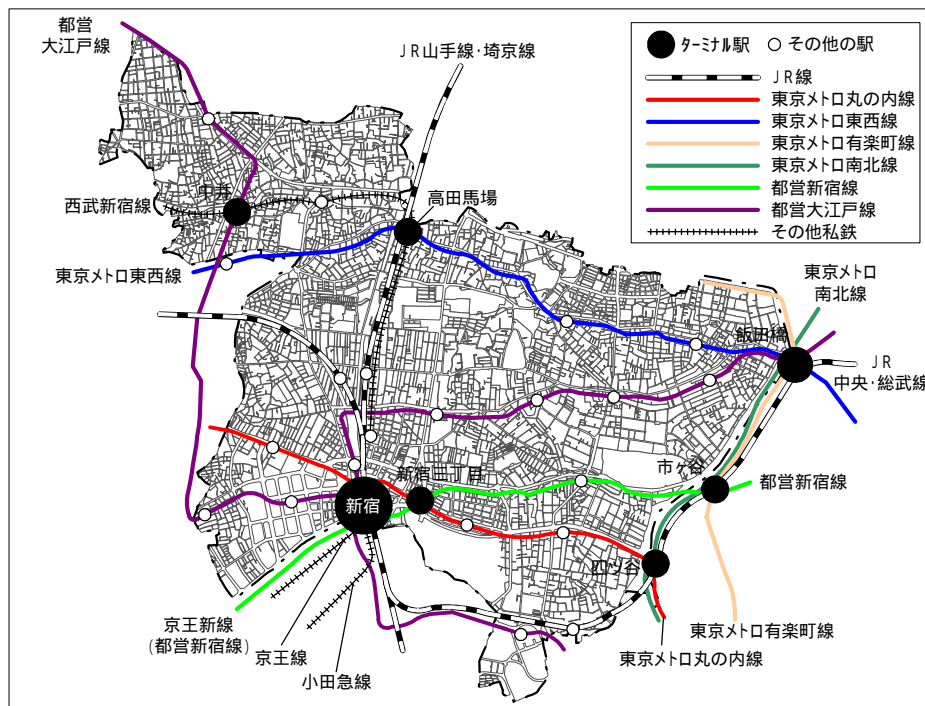 都営
大江戸線
JR山手線・埼京線
ターミナル駅
その他の駅
JR線
東京メトロ丸の内線
東京メトロ東西線
東京メトロ有楽町線
東京メトロ南北線
都営新宿線
都営大江戸線
その他私鉄
中井
西武新宿線
高田馬場
東京メトロ東西線
東京メトロ
南北線
飯田橋
JR
中央・総武線
市ヶ谷
都営新宿線
新宿三丁目
新宿
四ツ谷
京王新線
(都営新宿線)
京王線
小田急線
東京メトロ有楽町線
東京メトロ丸の内線